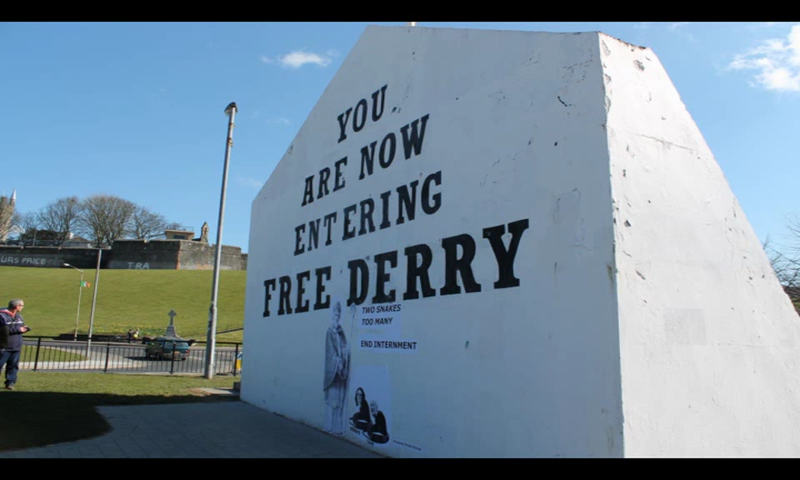 YOU
ARE NOW
ENTERING
FREE DERRY
TWO SNAKES
TOO MANY
END INTERNMENT